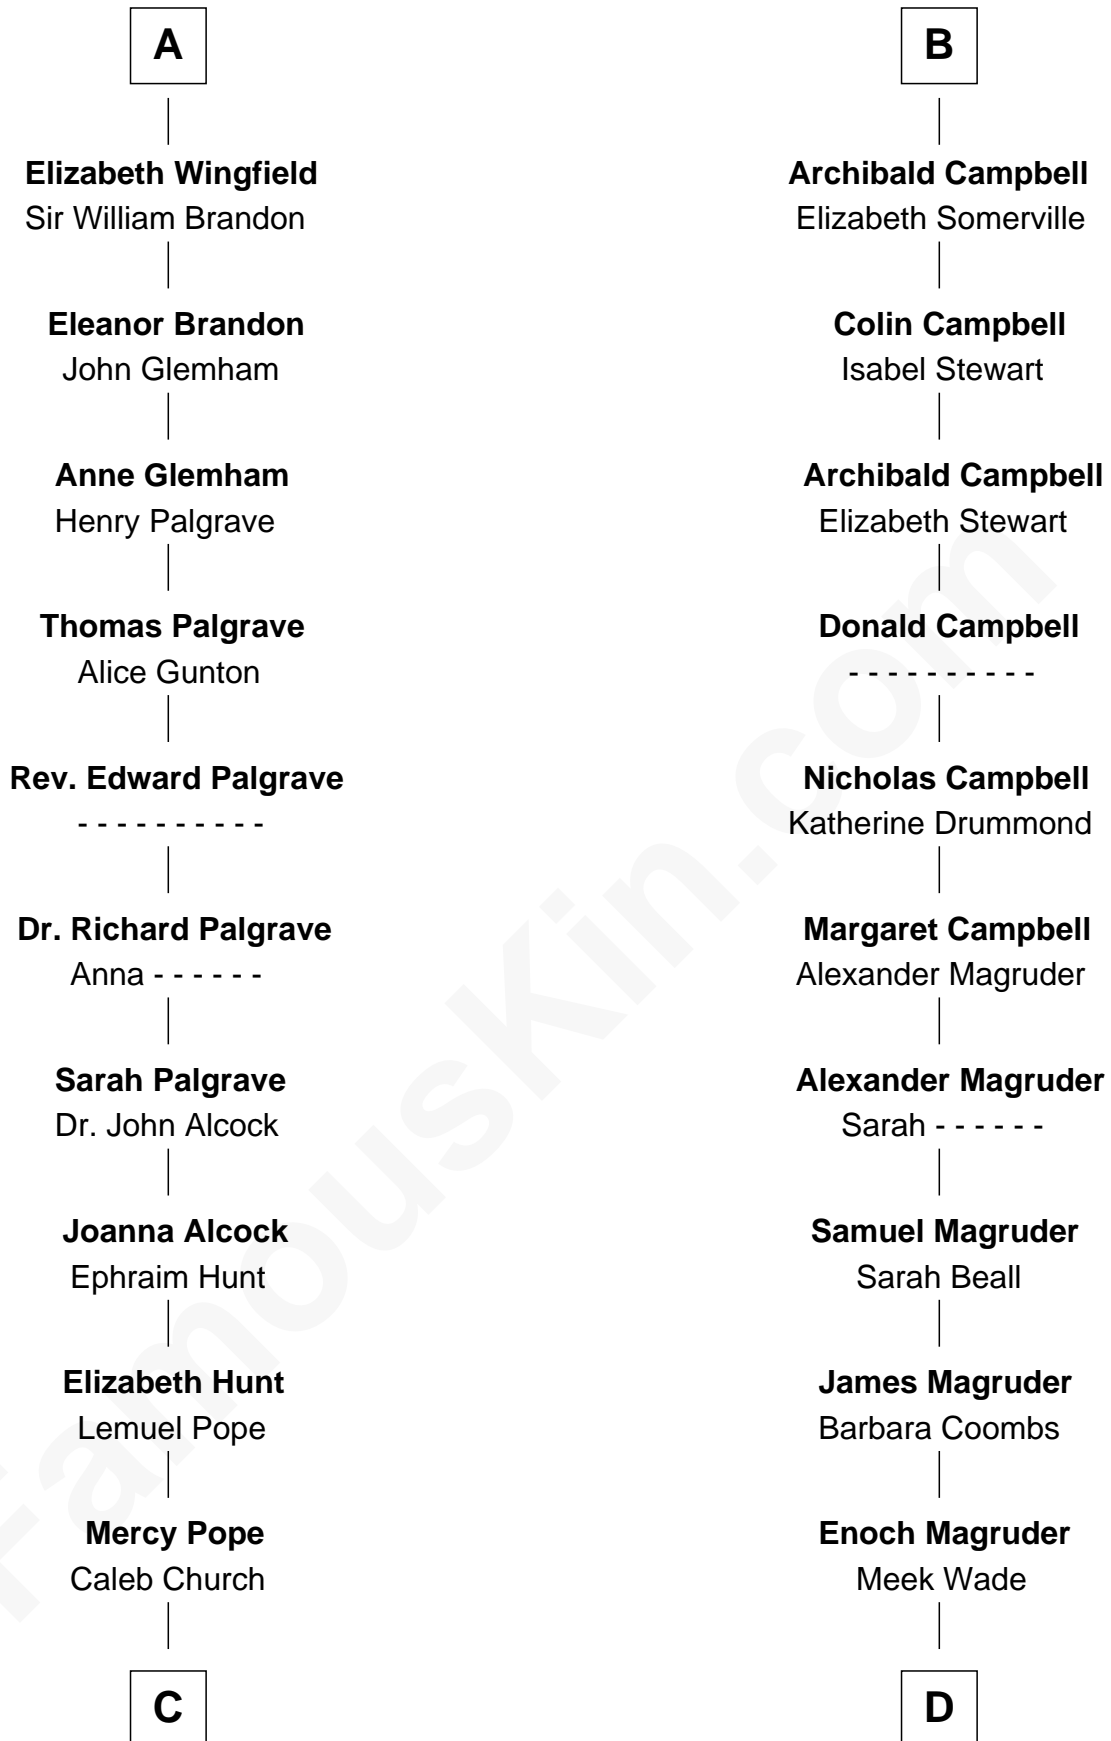 A
Elizabeth Wingfield
Sir William Brandon
Eleanor Brandon
John Glemham
Anne Glemham
Henry Palgrave
Thomas Palgrave
Alice Gunton
Rev. Edward Palgrave
- - - - - - - - - -
Dr. Richard Palgrave
Anna - - - - - -
Sarah Palgrave
Dr. John Alcock
Joanna Alcock
Ephraim Hunt
Elizabeth Hunt
Lemuel Pope
Mercy Pope
Caleb Church
C
B
Archibald Campbell
Elizabeth Somerville
Colin Campbell
Isabel Stewart
Archibald Campbell
Elizabeth Stewart
Donald Campbell
- - - - - - - - - -
Nicholas Campbell
Katherine Drummond
Margaret Campbell
Alexander Magruder
Alexander Magruder
Sarah - - - - - -
Samuel Magruder
Sarah Beall
James Magruder
Barbara Coombs
Enoch Magruder
Meek Wade
D
FamousKin.com